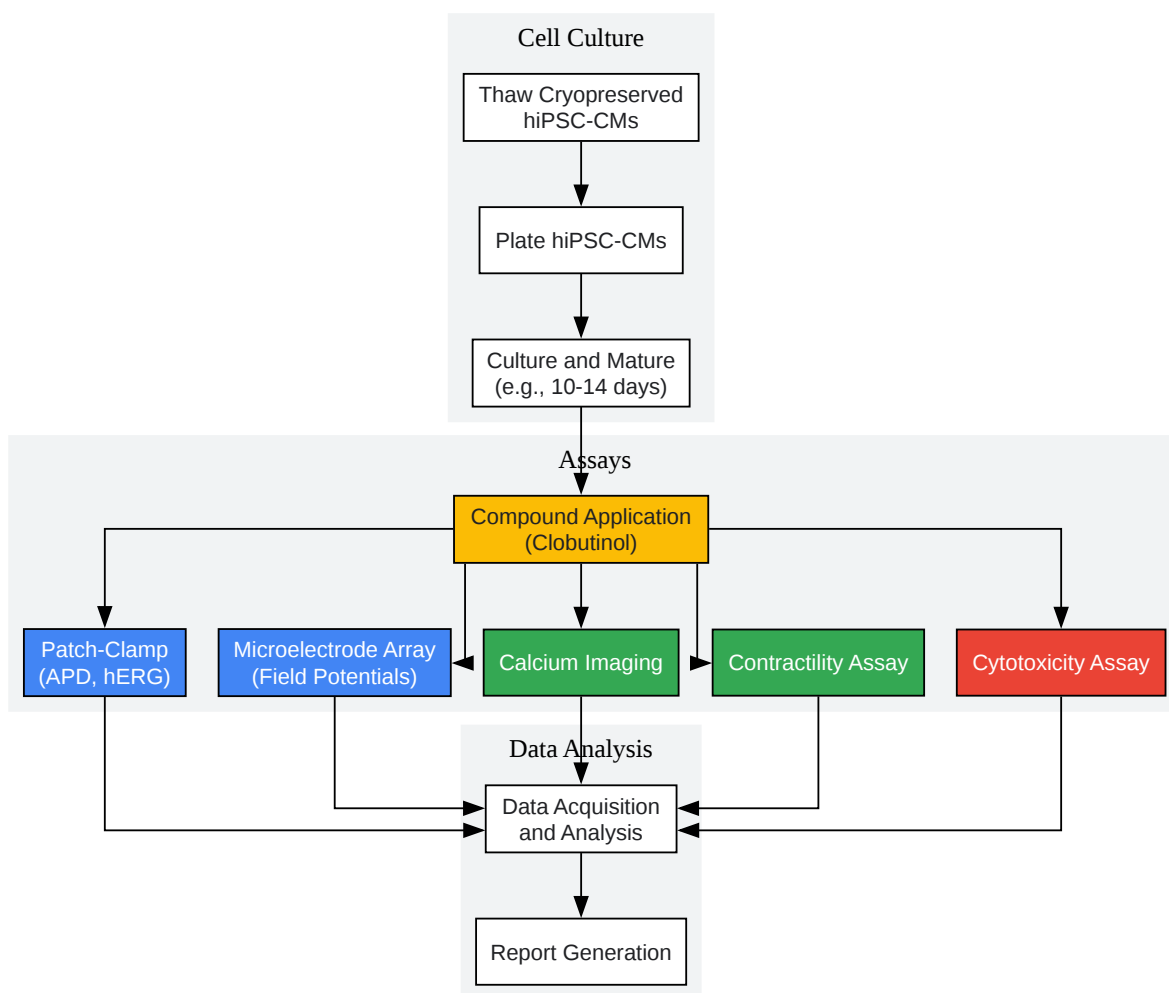 Cell Culture
Thaw Cryopreserved
hiPSC-CMs
Plate hiPSC-CMs
Culture and Mature
(e.g., 10-14 days)
Assays
Compound Application
(Clobutinol)
Patch-Clamp
(APD, hERG)
Microelectrode Array
(Field Potentials)
Calcium Imaging
Contractility Assay
Cytotoxicity Assay
Data Analysis
Data Acquisition
and Analysis
Report Generation